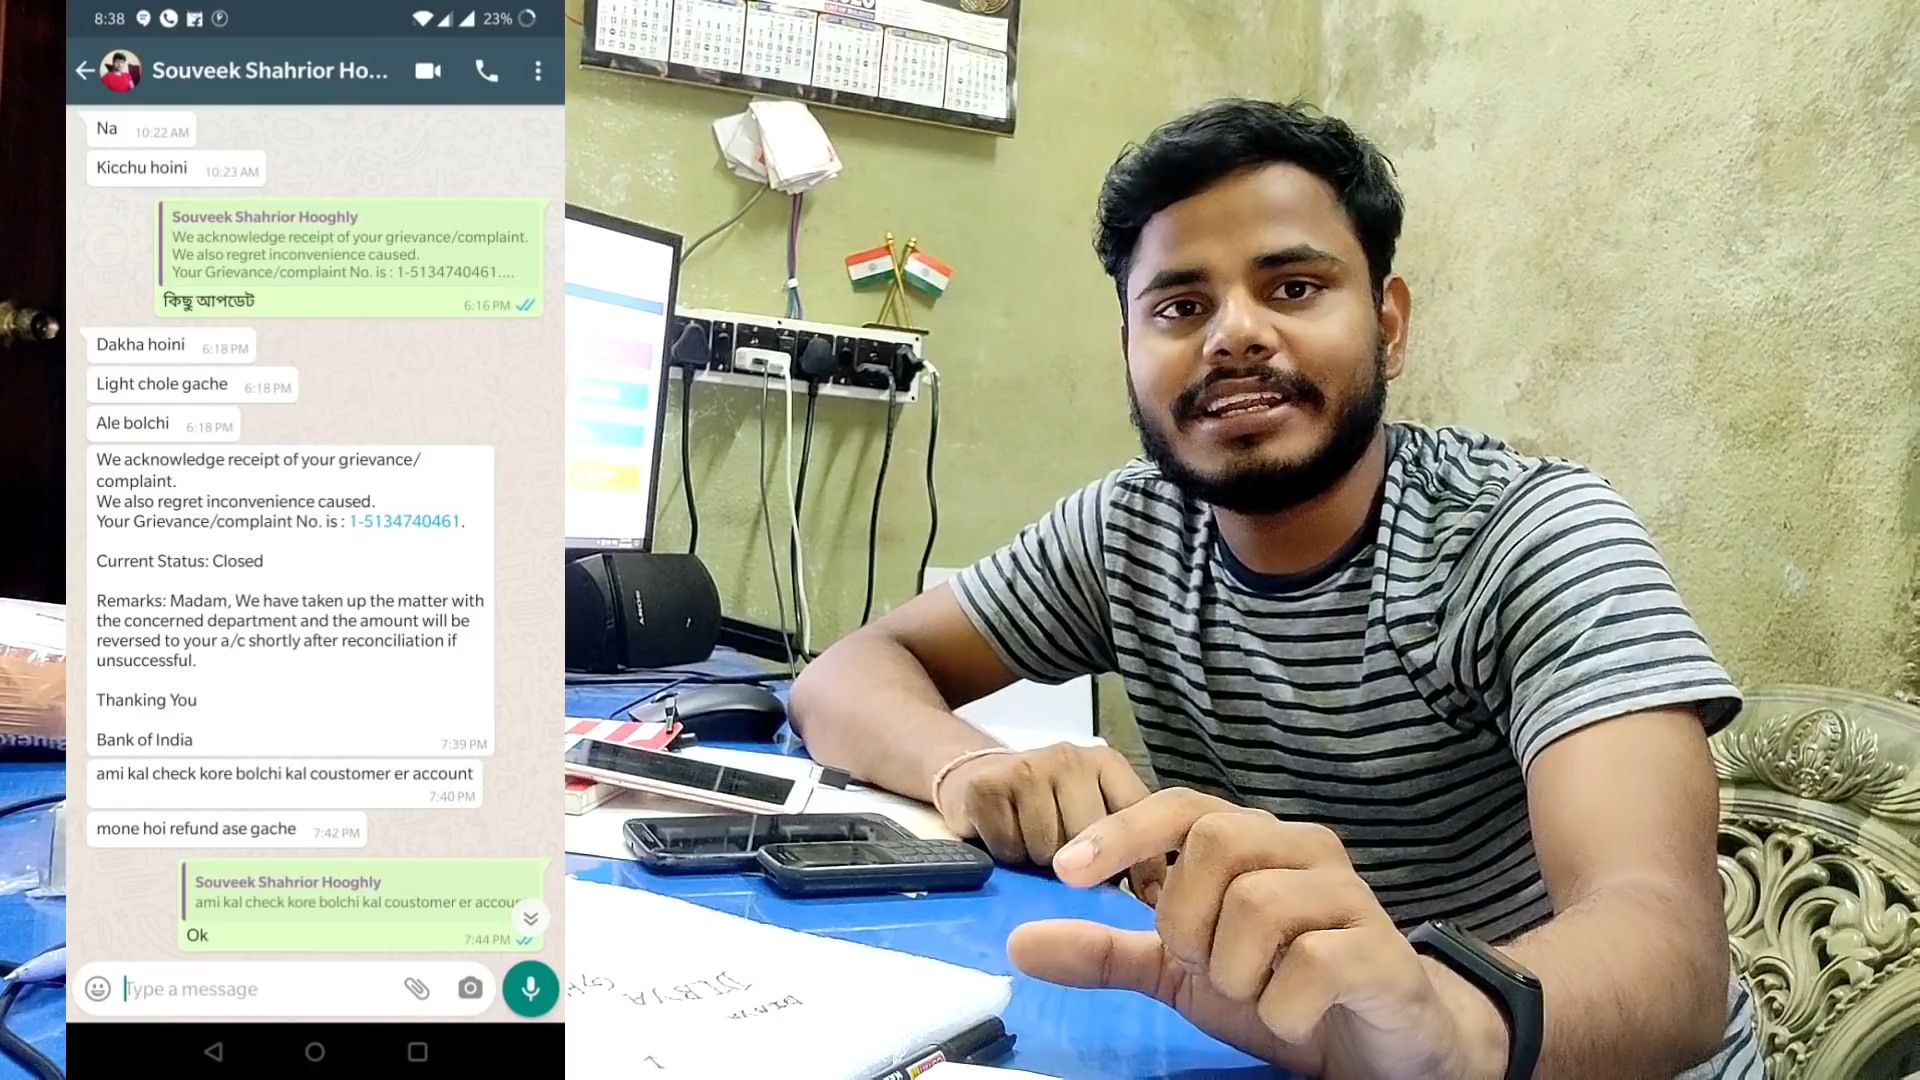 8:38
23%
Souveek Shahrior Ho...
Na 10:22 AM
Kicchu hoini 10:23 AM
Souveek Shahrior Hooghly
We acknowledge receipt of your grievance/complaint.
We also regret inconvenience caused.
Your Grievance/complaint No. is : 1-5134740461....
কিছু আপডেট 6:16 PM
Dakha hoini 6:18 PM
Light chole gache 6:18 PM
Ale bolchi 6:18 PM
We acknowledge receipt of your grievance/
complaint.
We also regret inconvenience caused.
Your Grievance/complaint No. is : 1-5134740461.
Current Status: Closed
Remarks: Madam, We have taken up the matter with
the concerned department and the amount will be
reversed to your a/c shortly after reconciliation if
unsuccessful.
Thanking You
Bank of India 7:39 PM
ami kal check kore bolchi kal coustomer er account
7:40 PM
mone hoi refund ase gache 7:42 PM
Souveek Shahrior Hooghly
ami kal check kore bolchi kal coustomer er accou
Ok 7:44 PM
Type a message
SONY
DIBYA